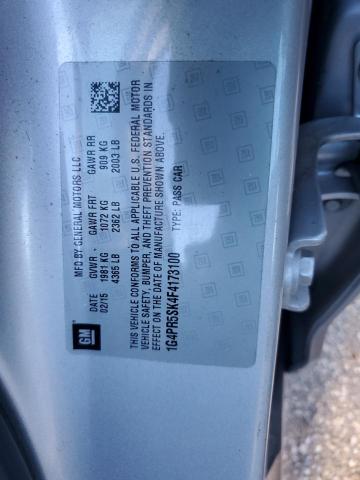 GM
MFD BY GENERAL MOTORS LLC
DATE GVWR GAWR FRT GAWR RR
02/15 1981 KG 1072 KG 909 KG
4365 LB 2362 LB 2003 LB
THIS VEHICLE CONFORMS TO ALL APPLICABLE U.S. FEDERAL MOTOR
VEHICLE SAFETY, BUMPER, AND THEFT PREVENTION STANDARDS IN
EFFECT ON THE DATE OF MANUFACTURE SHOWN ABOVE.
1G4PR5SK4F4173100 TYPE: PASS CAR